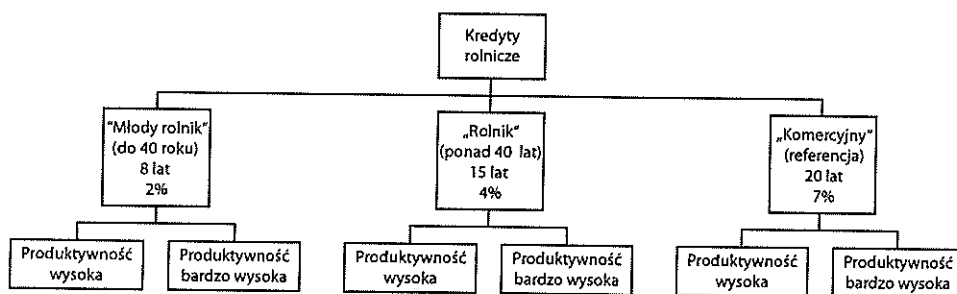 Kredyty
rolnicze
"Młody rolnik"
(do 40 roku)
8 lat
2%
„Rolnik"
(ponad 40 lat)
15 lat
4%
„Komercyjny"
(referencja)
20 lat
7%
Produktywność
wysoka
Produktywność
bardzo wysoka
Produktywność
wysoka
Produktywność
bardzo wysoka
Produktywność
wysoka
Produktywność
bardzo wysoka